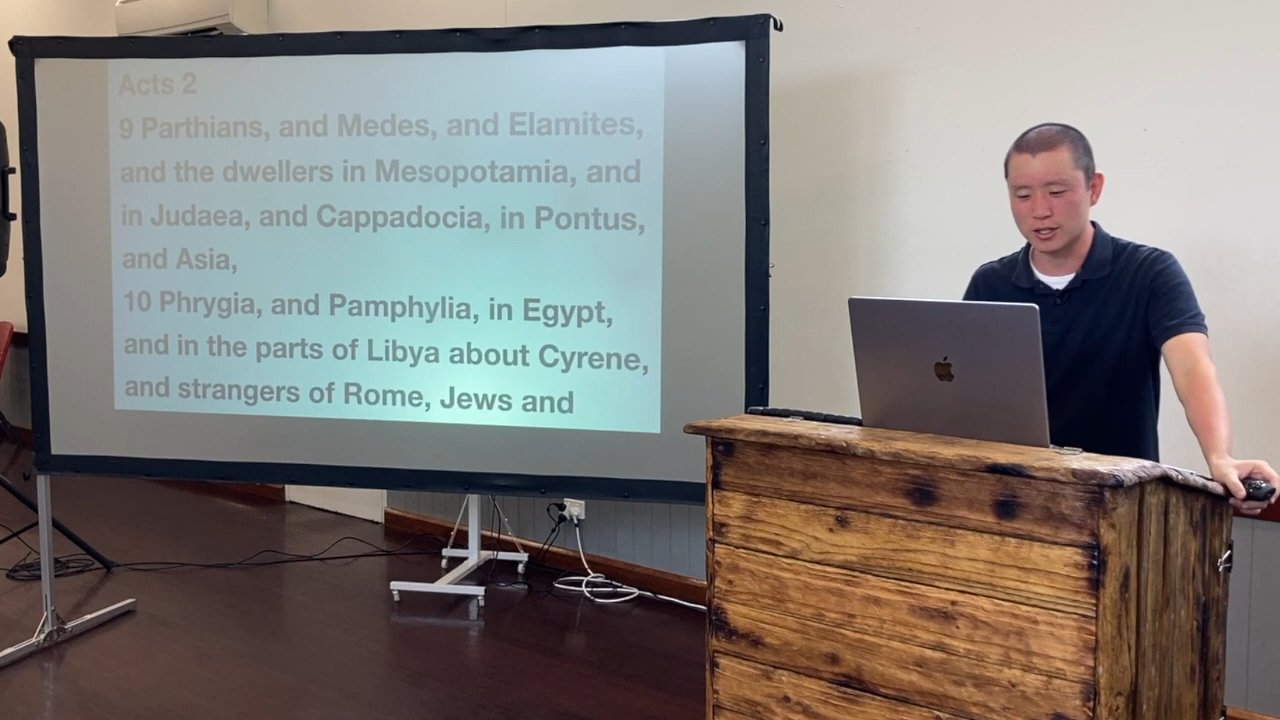 Acts 2
9 Parthians, and Medes, and Elamites,
and the dwellers in Mesopotamia, and
in Judaea, and Cappadocia, in Pontus,
and Asia,
10 Phrygia, and Pamphylia, in Egypt,
and in the parts of Libya about Cyrene,
and strangers of Rome, Jews and